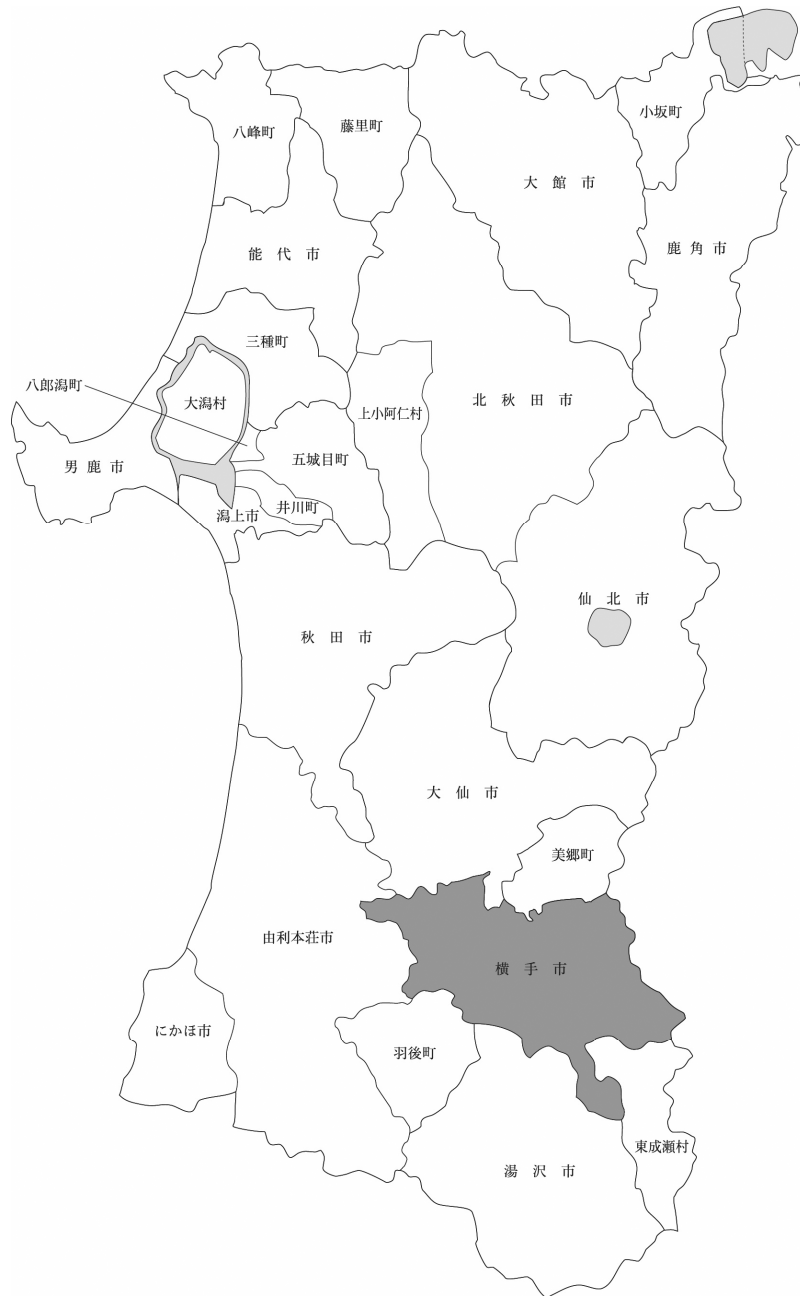 八峰町
藤里町
小坂町
大館市
鹿角市
能代市
三種町
八郎潟町
大潟村
上小阿仁村
北秋田市
男鹿市
五城目町
井川町
潟上市
仙北市
秋田市
大仙市
美郷町
由利本荘市
横手市
にかほ市
羽後町
東成瀬村
湯沢市